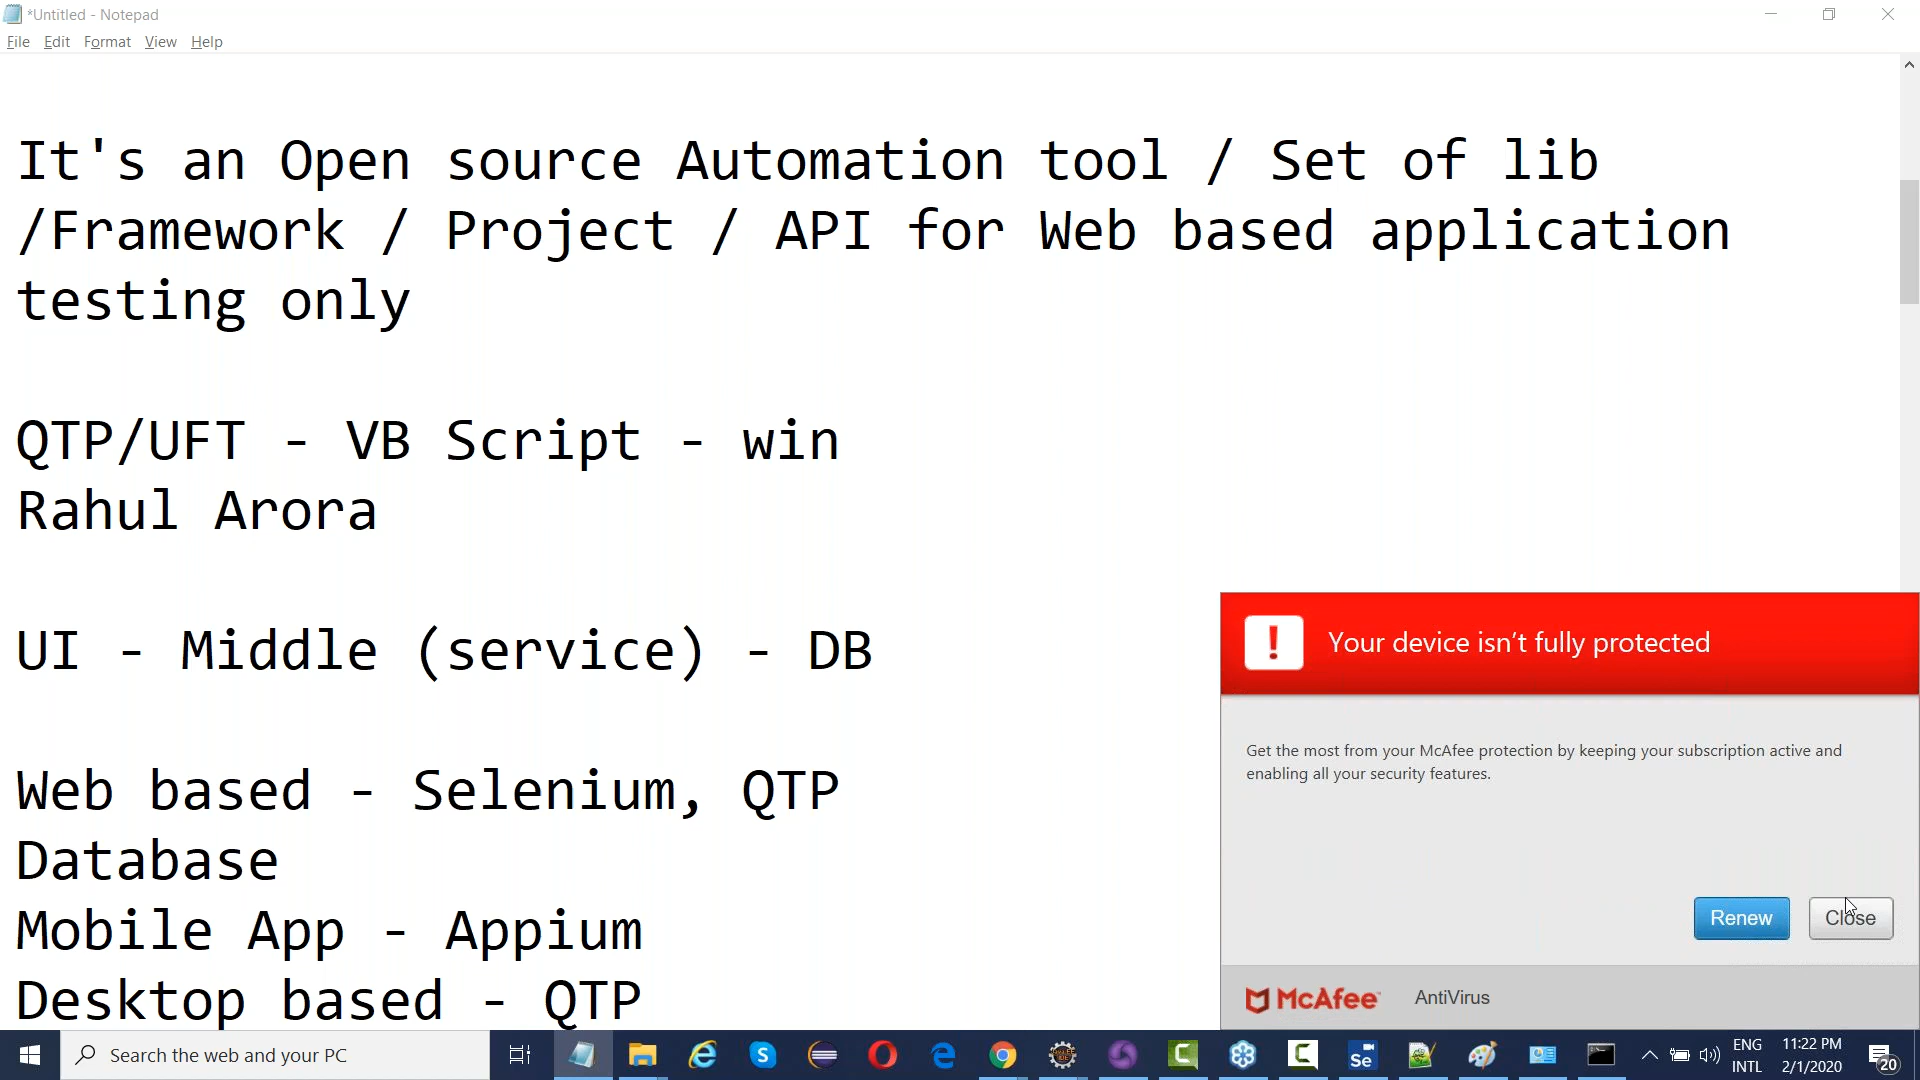 *Untitled - Notepad
File Edit Format View Help
It's an Open source Automation tool / Set of lib
/Framework / Project / API for Web based application
testing only
QTP/UFT - VB Script - win
Rahul Arora
UI - Middle (service) - DB
Web based - Selenium, QTP
Database
Mobile App - Appium
Desktop based - QTP
Your device isn't fully protected
Get the most from your McAfee protection by keeping your subscription active and
enabling all your security features.
Renew Close
McAfee AntiVirus
Search the web and your PC
Se
ENG 11:22 PM
INTL 2/1/2020
20